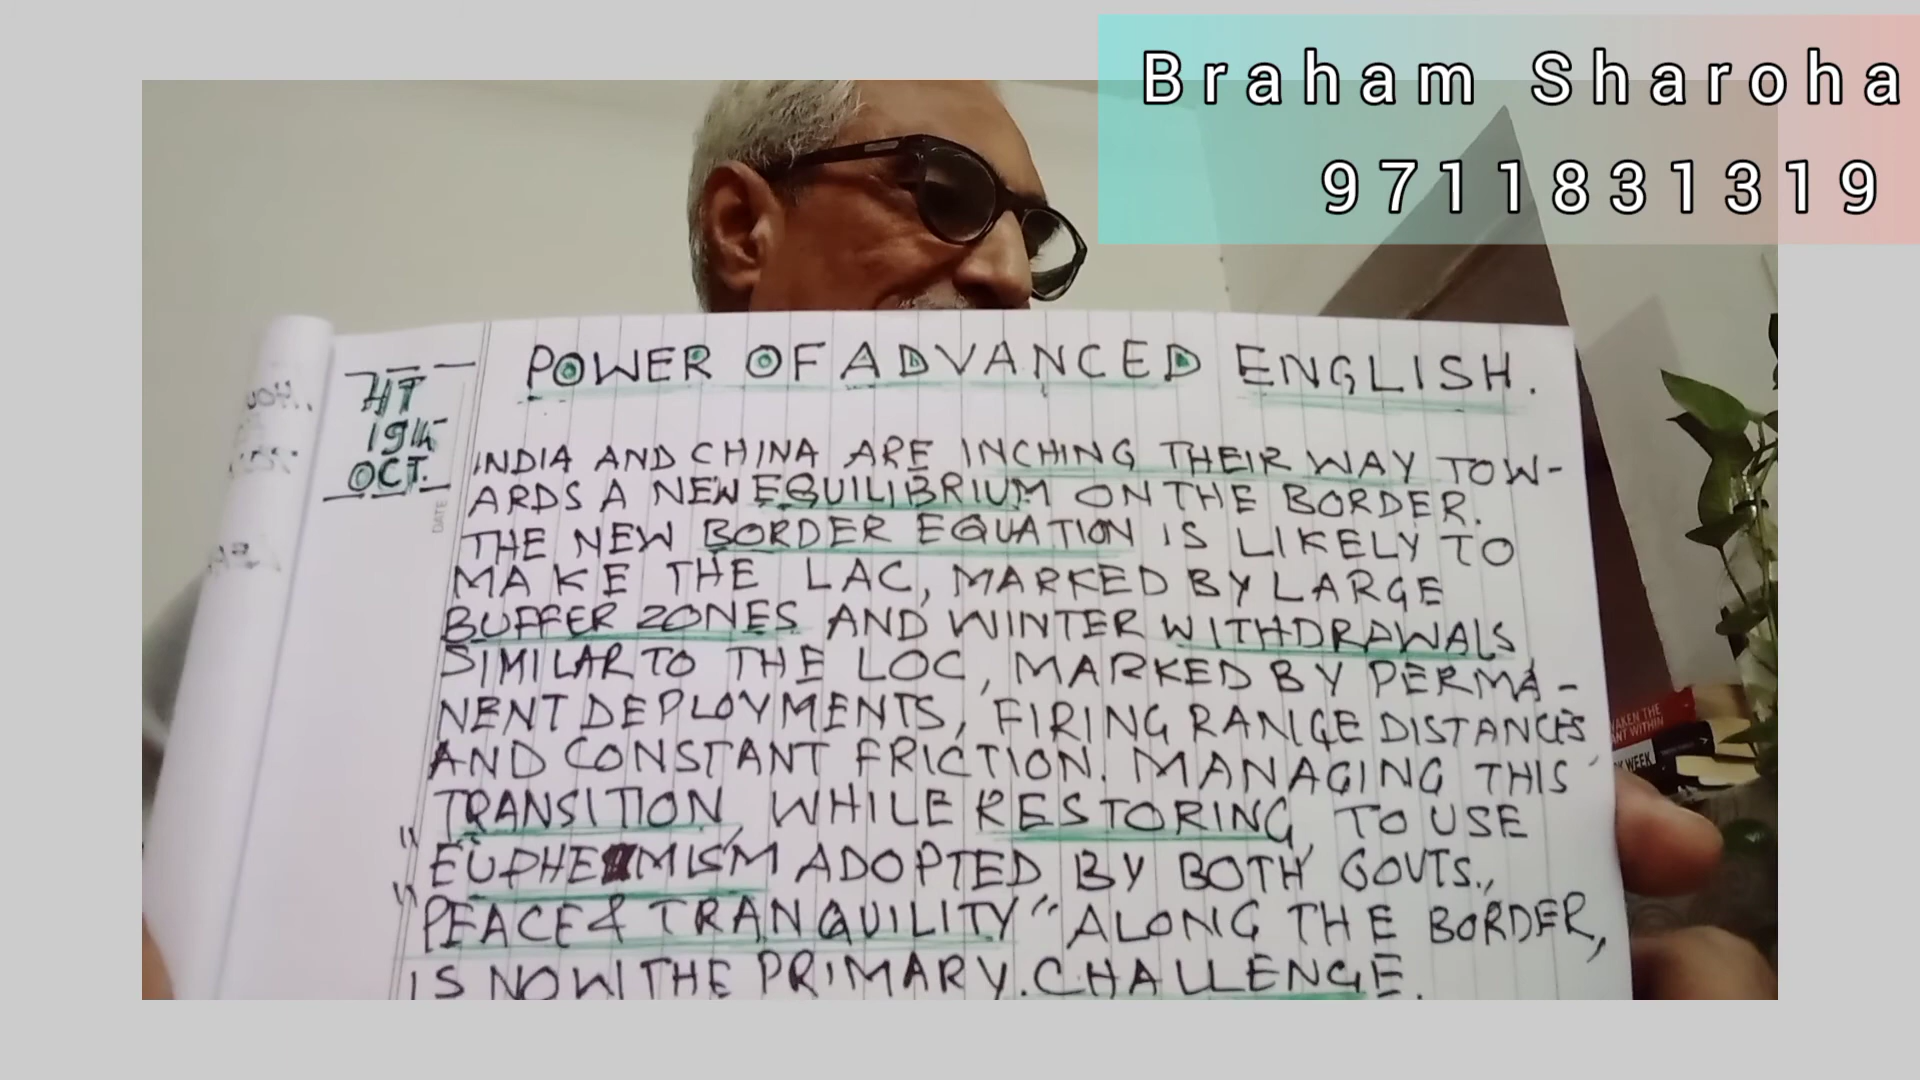 Braham Sharoha
9711831319
POWER OF ADVANCED ENGLISH.
HT
19th
OCT.
DATE
INDIA AND CHINA ARE INCHING THEIR WAY TOW-
ARDS A NEW EQUILIBRIUM ON THE BORDER.
THE NEW BORDER EQUATION IS LIKELY TO
MAKE THE LAC, MARKED BY LARGE
BUFFER ZONES AND WINTER WITHDRAWALS
SIMILAR TO THE LOC, MARKED BY PERMA-
NENT DEPLOYMENTS, FIRING RANGE DISTANCES
AND CONSTANT FRICTION. MANAGING THIS
TRANSITION, WHILE RESTORING, TO USE
"EUPHEMISM ADOPTED BY BOTH GOVTS.,
"PEACE & TRANQUILITY" ALONG THE BORDER,
IS NOW THE PRIMARY. CHALLENGE.
WITHIN
WEEK